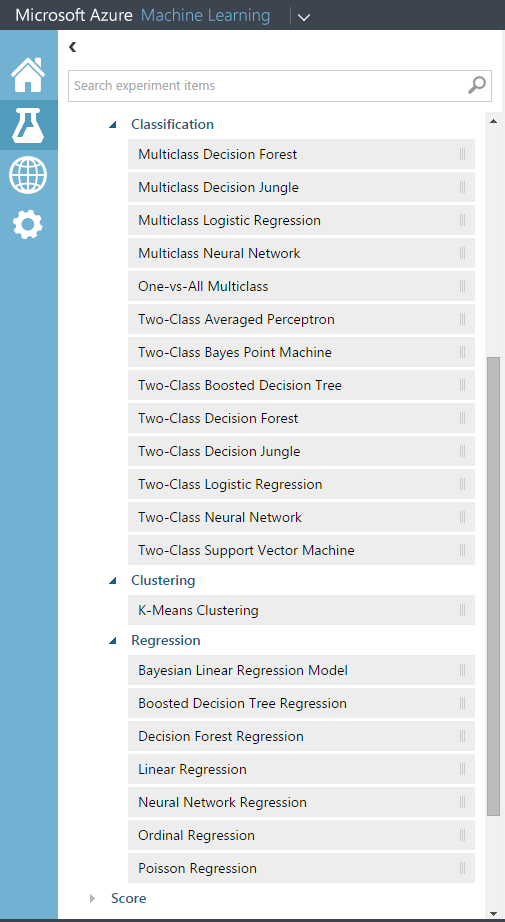 Microsoft Azure Machine Learning
Search experiment items
Classification
Multiclass Decision Forest
Multiclass Decision Jungle
Multiclass Logistic Regression
Multiclass Neural Network
One-vs-All Multiclass
Two-Class Averaged Perceptron
Two-Class Bayes Point Machine
Two-Class Boosted Decision Tree
Two-Class Decision Forest
Two-Class Decision Jungle
Two-Class Logistic Regression
Two-Class Neural Network
Two-Class Support Vector Machine
Clustering
K-Means Clustering
Regression
Bayesian Linear Regression Model
Boosted Decision Tree Regression
Decision Forest Regression
Linear Regression
Neural Network Regression
Ordinal Regression
Poisson Regression
Score